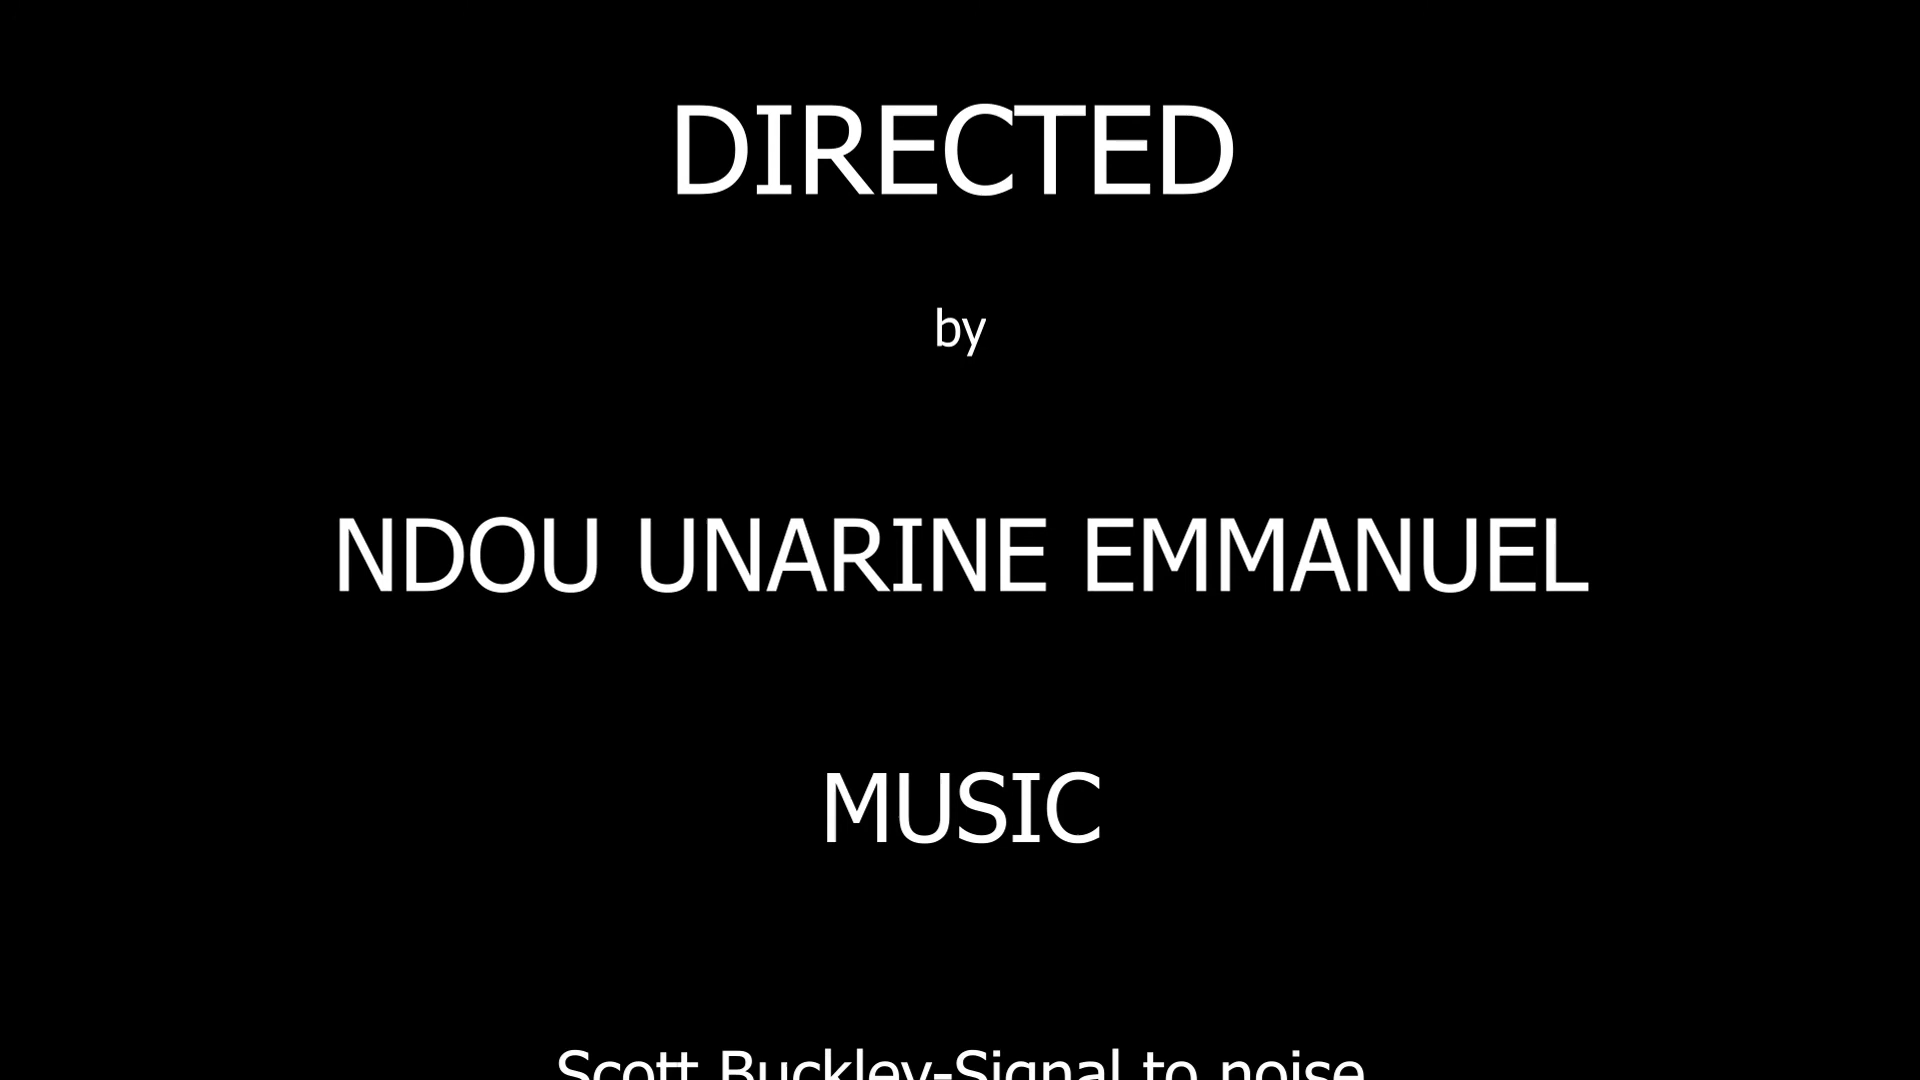 DIRECTED
by
NDOU UNARINE EMMANUEL
MUSIC
Scott Buckley-Signal to noise